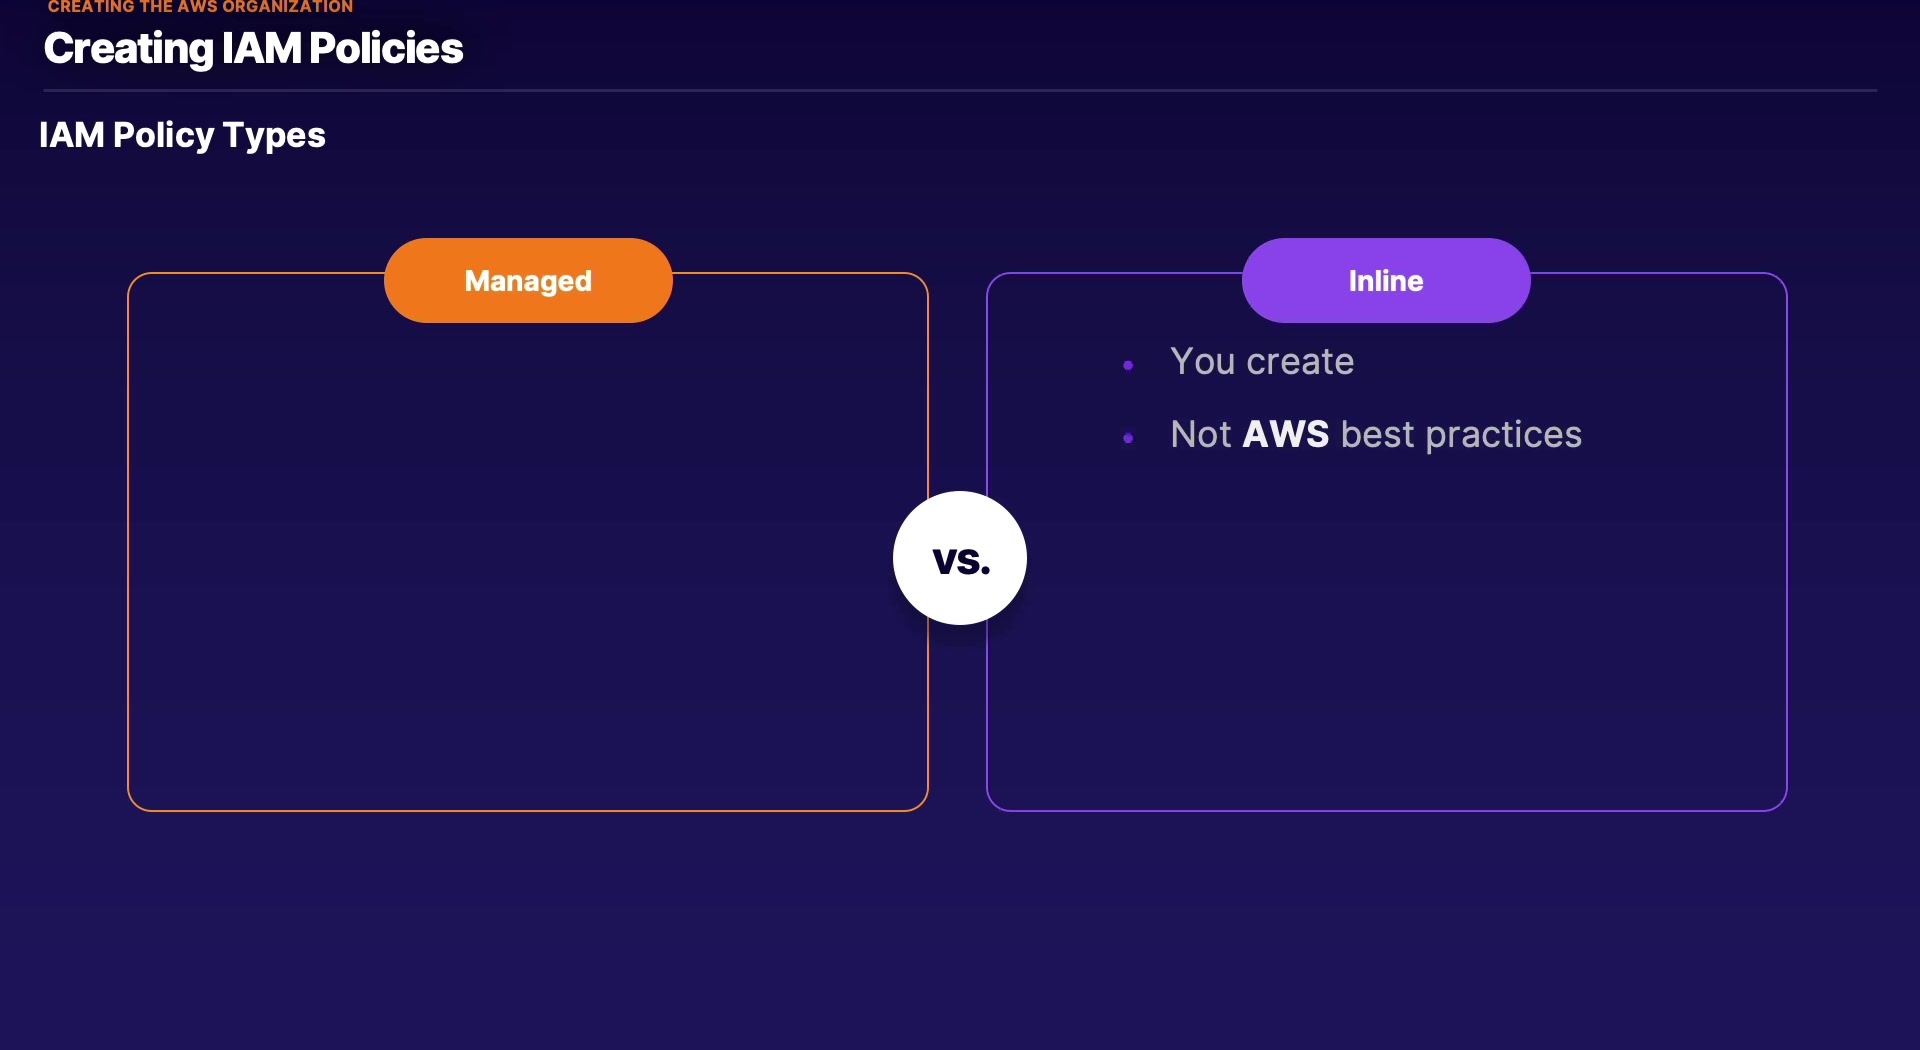 CREATING THE AWS ORGANIZATION
Creating IAM Policies
IAM Policy Types
Managed
vs.
Inline
• You create
• Not AWS best practices